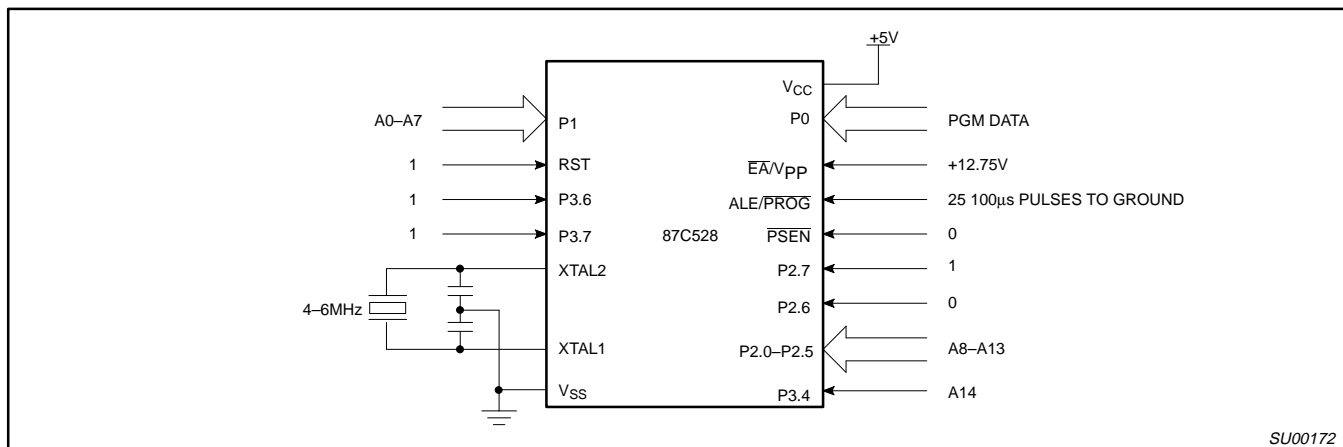 +5V
VCC
A0–A7
P1
P0
PGM DATA
1
RST
EA/VPP
+12.75V
1
P3.6
ALE/PROG
25 100µs PULSES TO GROUND
1
P3.7
87C528
PSEN
0
XTAL2
P2.7
1
4–6MHz
P2.6
0
XTAL1
P2.0–P2.5
A8–A13
VSS
P3.4
A14
SU00172